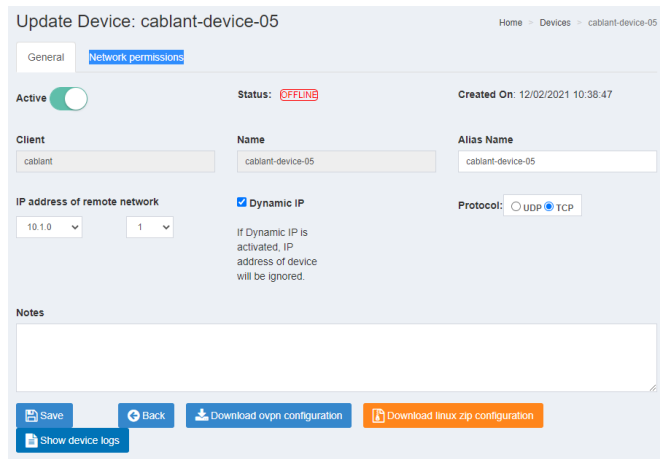 Update Device: cablant-device-05
Home > Devices > cablant-device-05
General Network permissions
Active Status: OFFLINE Created On: 12/02/2021 10:38:47
Client Name Alias Name
cablant cablant-device-05 cablant-device-05
IP address of remote network Dynamic IP Protocol: UDP TCP
10.1.0 1
If Dynamic IP is
activated, IP
address of device
will be ignored.
Notes
Save Back Download ovpn configuration Download linux zip configuration
Show device logs